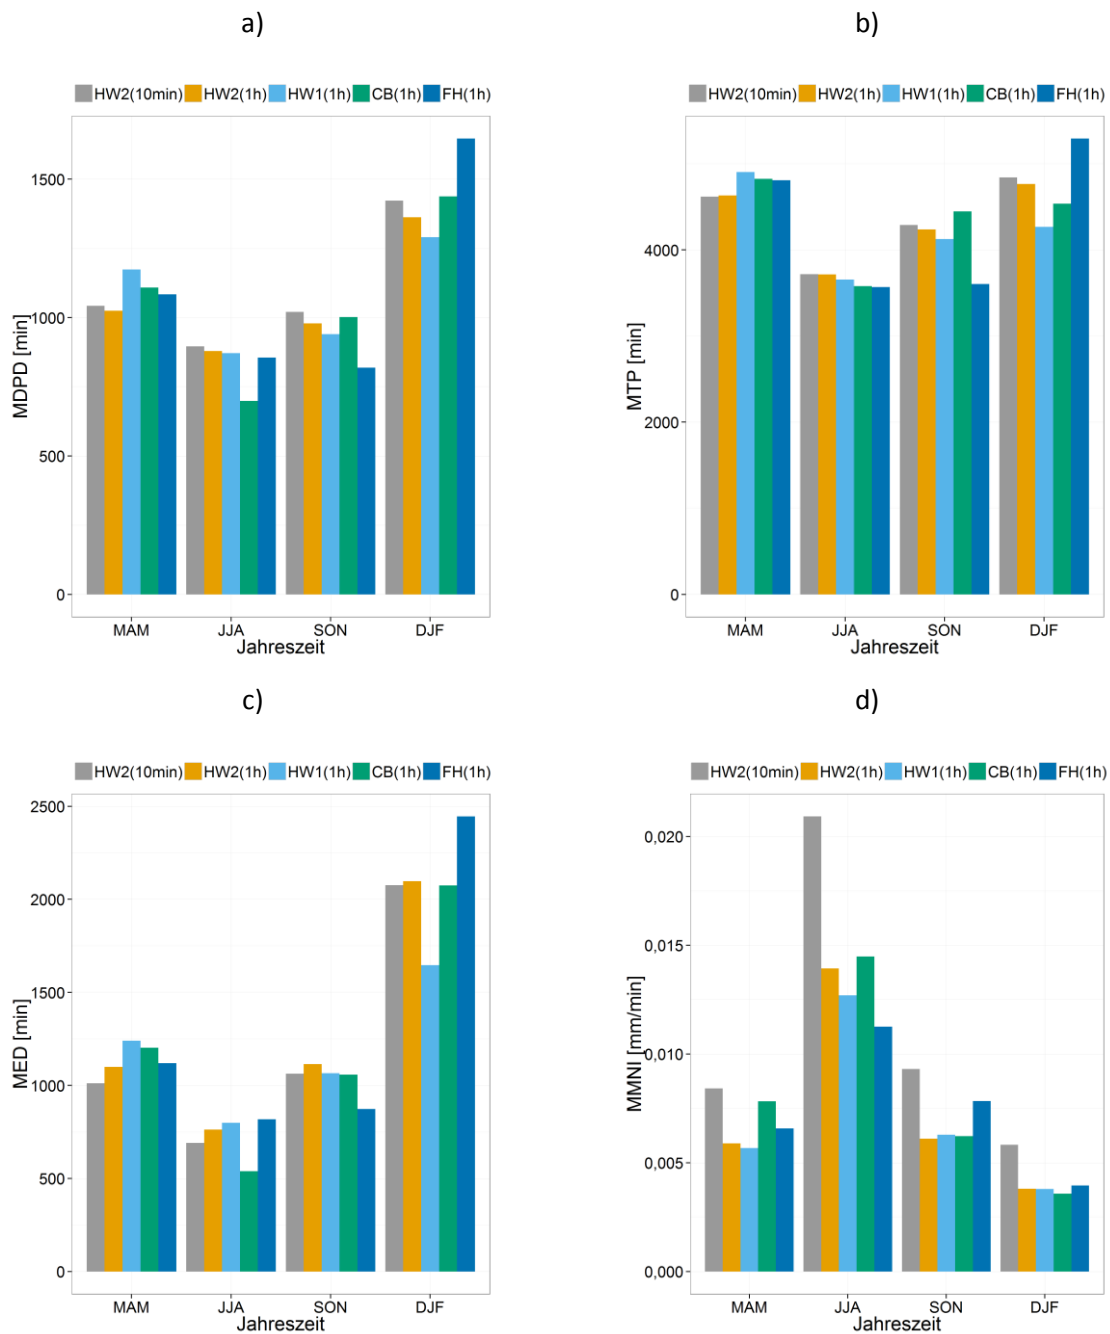 a)
b)
HW2(10min) HW2(1h) HW1(1h) CB(1h) FH(1h)
HW2(10min) HW2(1h) HW1(1h) CB(1h) FH(1h)
1500
1000
500
0
MDPD [min]
MAM JJA SON DJF
Jahreszeit
4000
2000
0
MTP [min]
MAM JJA SON DJF
Jahreszeit
c)
d)
HW2(10min) HW2(1h) HW1(1h) CB(1h) FH(1h)
HW2(10min) HW2(1h) HW1(1h) CB(1h) FH(1h)
2500
2000
1500
1000
500
0
MED [min]
MAM JJA SON DJF
Jahreszeit
0,020
0,015
0,010
0,005
0,000
MMNI [mm/min]
MAM JJA SON DJF
Jahreszeit